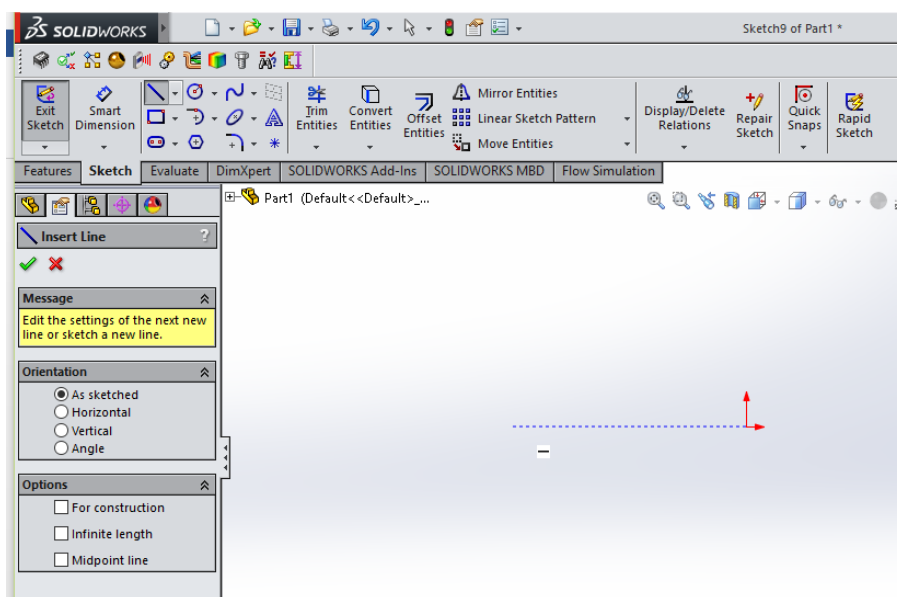 SOLIDWORKS
Sketch9 of Part1 *
Exit Sketch
Smart Dimension
Trim Entities
Convert Entities
Offset Entities
Mirror Entities
Linear Sketch Pattern
Move Entities
Display/Delete Relations
Repair Sketch
Quick Snaps
Rapid Sketch
Features Sketch Evaluate DimXpert SOLIDWORKS Add-Ins SOLIDWORKS MBD Flow Simulation
Part1 (Default<<Default>_...
Insert Line ?
Message
Edit the settings of the next new
line or sketch a new line.
Orientation
As sketched
Horizontal
Vertical
Angle
Options
For construction
Infinite length
Midpoint line